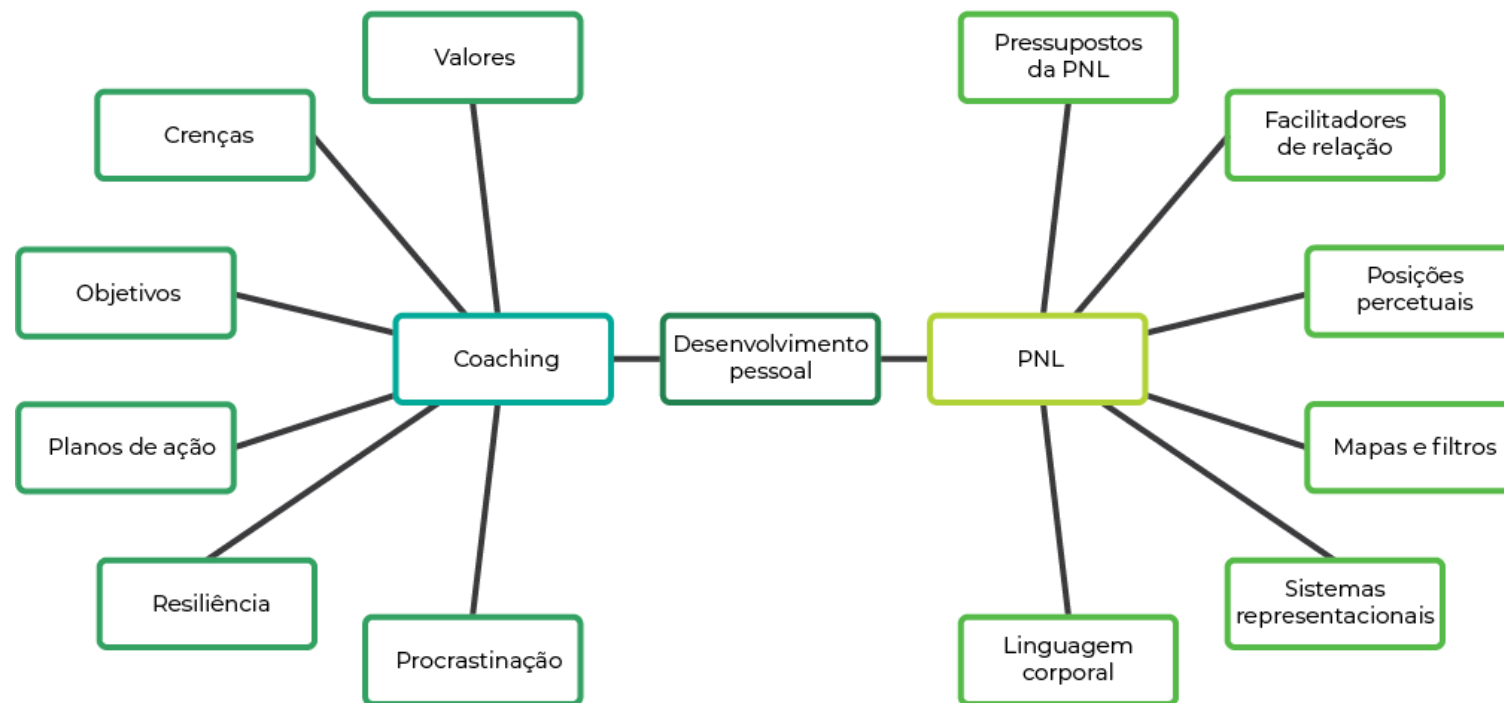 Valores
Crenças
Objetivos
Planos de ação
Resiliência
Procrastinação
Coaching
Desenvolvimento
pessoal
PNL
Pressupostos
da PNL
Facilitadores
de relação
Posições
percetuais
Mapas e filtros
Sistemas
representacionais
Linguagem
corporal